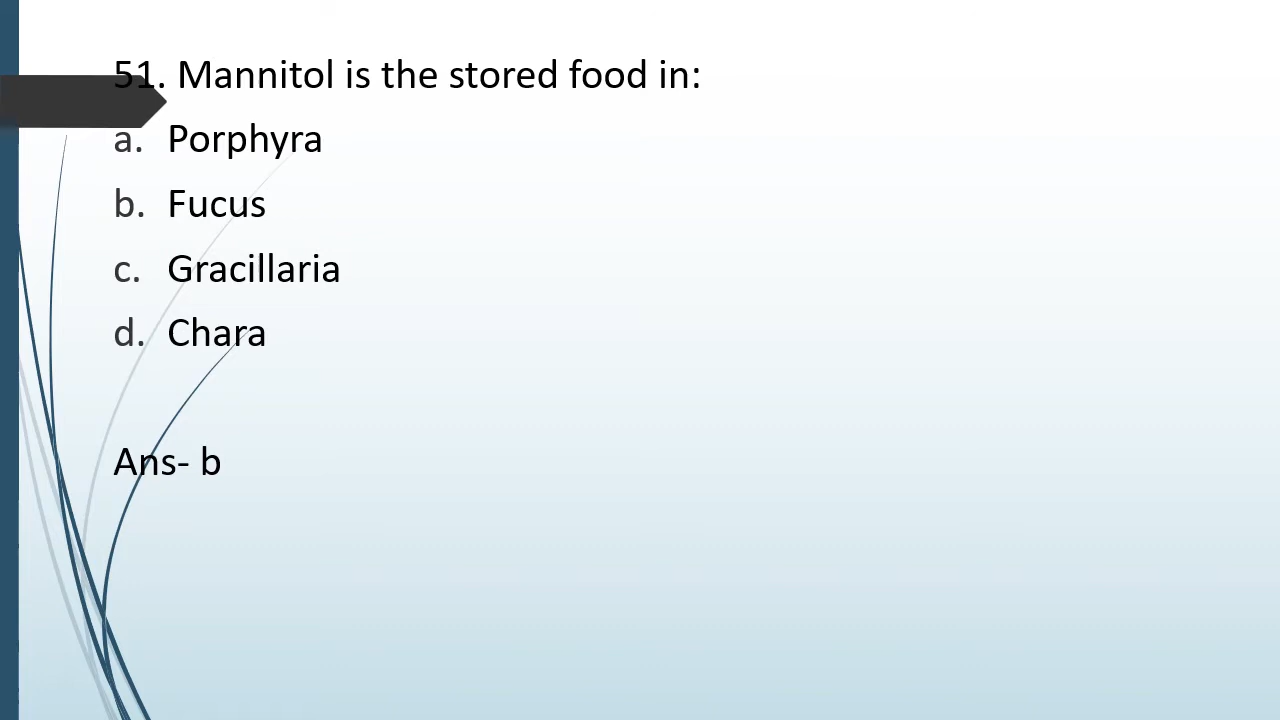 51. Mannitol is the stored food in:
a. Porphyra
b. Fucus
c. Gracillaria
d. Chara
Ans- b